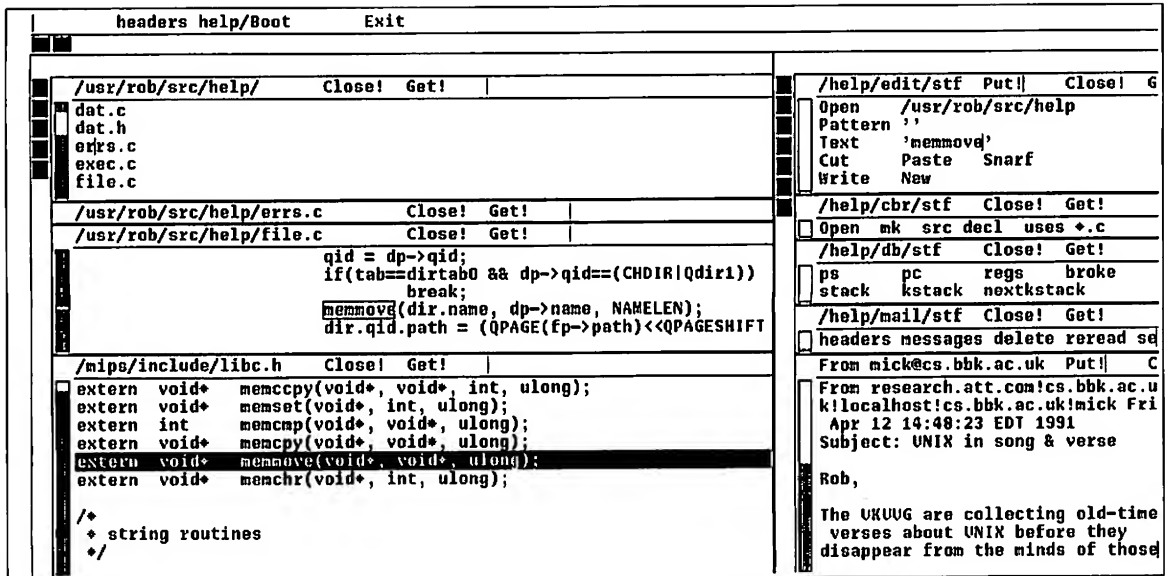 headers help/Boot Exit
/usr/rob/src/help/ Close! Get!
dat.c
dat.h
errs.c
exec.c
file.c
/usr/rob/src/help/errs.c Close! Get!
/usr/rob/src/help/file.c Close! Get!
qid = dp->qid;
if(tab==dirtab0 && dp->qid==(CHDIR|Qdir1))
break;
memmove(dir.name, dp->name, NAMELEN);
dir.qid.path = (QPAGE(fp->path)<<QPAGESHIFT
/mips/include/libc.h Close! Get!
extern void* memccpy(void*, void*, int, ulong);
extern void* memset(void*, int, ulong);
extern int memcmp(void*, void*, ulong);
extern void* memcpy(void*, void*, ulong);
extern void* memmove(void*, void*, ulong);
extern void* memchr(void*, int, ulong);
/*
* string routines
*/
/help/edit/stf Put! Close! G
Open /usr/rob/src/help
Pattern ''
Text 'memmove'
Cut Paste Snarf
Write New
/help/cbr/stf Close! Get!
Open mk src decl uses *.c
/help/db/stf Close! Get!
ps pc regs broke
stack kstack nextkstack
/help/mail/stf Close! Get!
headers messages delete reread se
From mick@cs.bbk.ac.uk Put! C
From research.att.com!cs.bbk.ac.u
k!localhost!cs.bbk.ac.uk!mick Fri
Apr 12 14:48:23 EDT 1991
Subject: UNIX in song & verse
Rob,
The UKUUG are collecting old-time
verses about UNIX before they
disappear from the minds of those